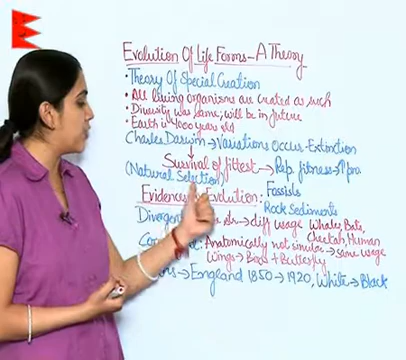 Evolution Of Life Forms - A Theory
• Theory Of Special Creation
• All living organisms are created as such
• Diversity was same; will be in future
• Earth is 4000 years old
Charles Darwin → Variations Occur - Extinction
Survival of fittest → Rep. fitness →
(Natural Selection)
Evidences Evolution : Fossils
Rock Sediments
Diverg → diff usage Whales, Bats,
Cheetah, Human
: Anatomically not similar → same usage
Wings → Birds + Butterfly
→ England 1850 → 1920, White → Black